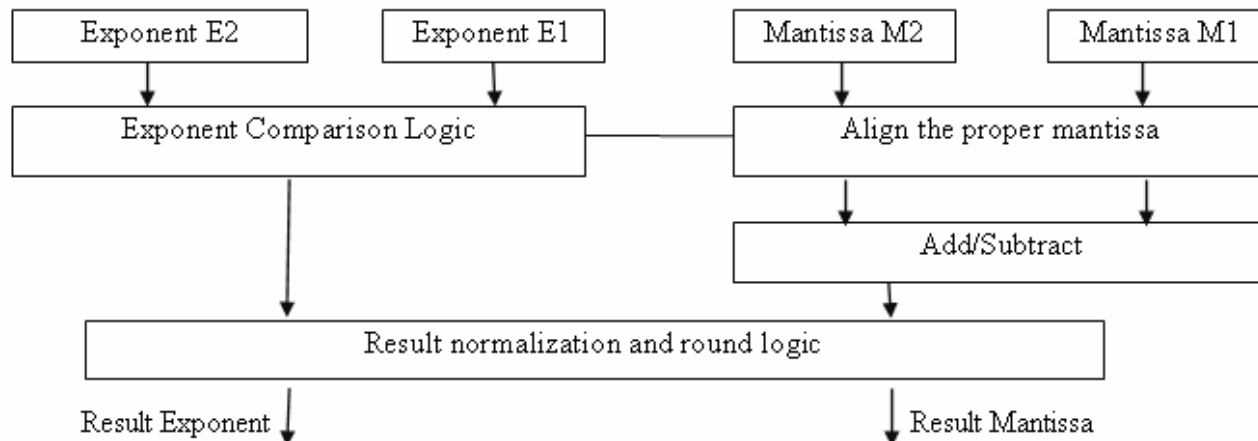 Exponent E2
Exponent E1
Mantissa M2
Mantissa M1
Exponent Comparison Logic
Align the proper mantissa
Add/Subtract
Result normalization and round logic
Result Exponent
Result Mantissa